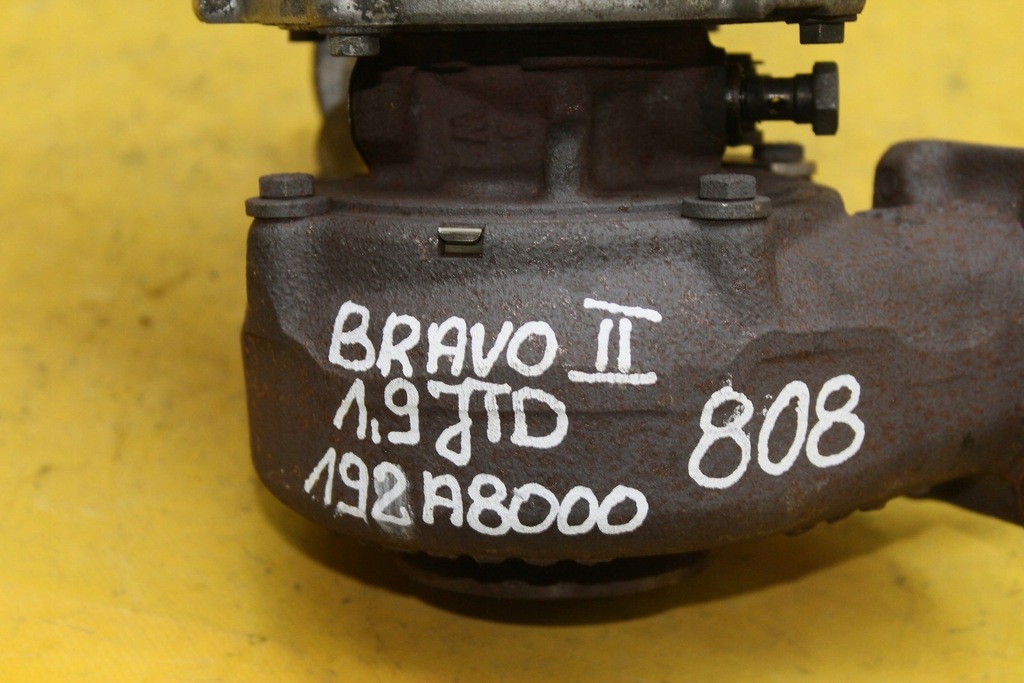 BRAVO II
1,9 JTD
192A8000
808